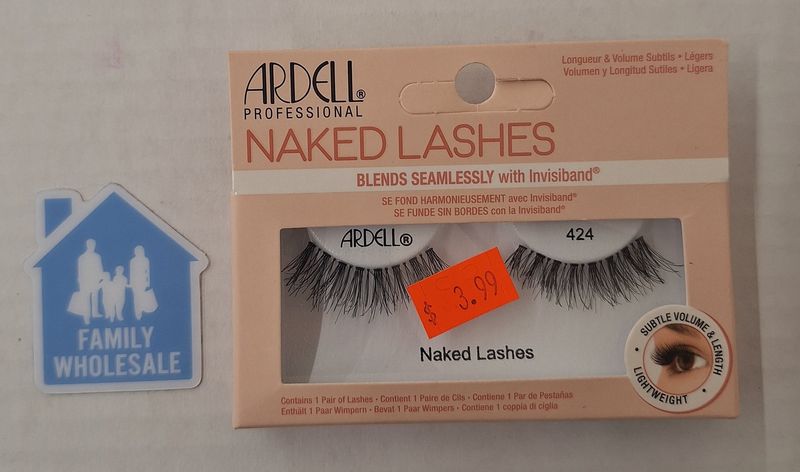 ARDELL®
PROFESSIONAL
Longueur & Volume Subtils • Légers
Volumen y Longitud Sutiles • Ligera
NAKED LASHES
BLENDS SEAMLESSLY with Invisiband®
SE FOND HARMONIEUSEMENT avec Invisiband®
SE FUNDE SIN BORDES con la Invisiband®
ARDELL®
424
$ 3.99
Naked Lashes
SUBTLE VOLUME & LENGTH
• LIGHTWEIGHT •
Contains 1 Pair of Lashes • Contient 1 Paire de Cils • Contiene 1 Par de Pestañas
Enthält 1 Paar Wimpern • Bevat 1 Paar Wimpers • Contiene 1 coppia di ciglia
FAMILY
WHOLESALE